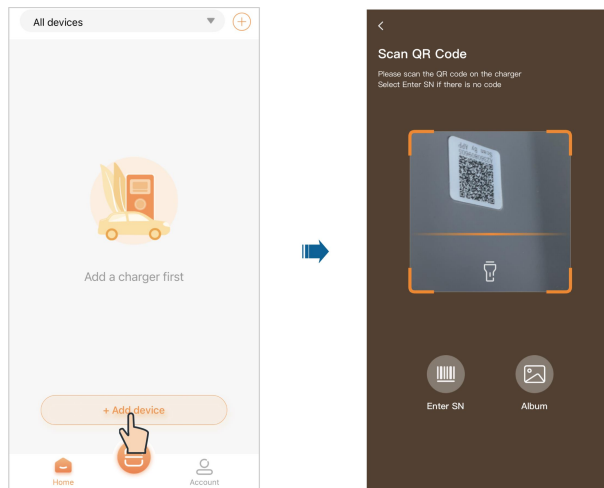 All devices
Add a charger first
+ Add device
Home
Account
Scan QR Code
Please scan the QR code on the charger
Select Enter SN if there is no code
Enter SN
Album